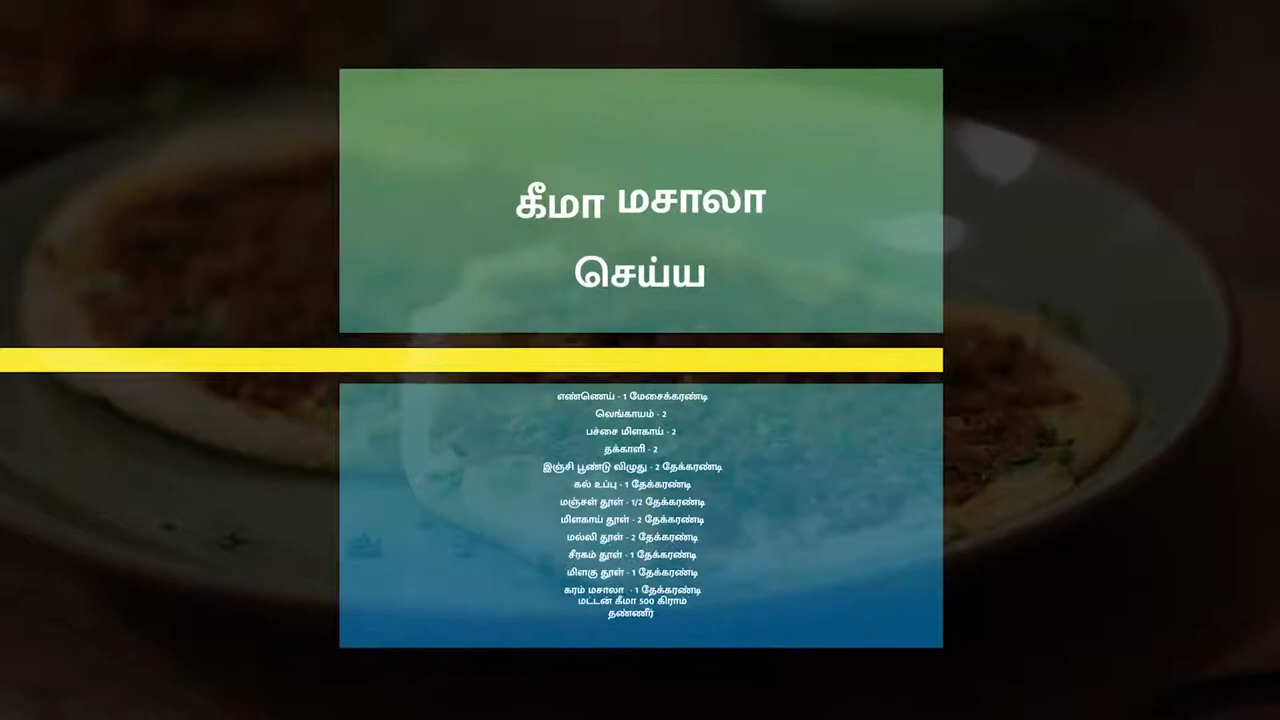 கீமா மசாலா
செய்ய
எண்ணெய் - 1 மேசைக்கரண்டி
வெங்காயம் - 2
பச்சை மிளகாய் - 2
தக்காளி - 2
இஞ்சி பூண்டு விழுது - 2 தேக்கரண்டி
கல் உப்பு - 1 தேக்கரண்டி
மஞ்சள் தூள் - 1/2 தேக்கரண்டி
மிளகாய் தூள் - 2 தேக்கரண்டி
மல்லி தூள் - 2 தேக்கரண்டி
சீரகம் தூள் - 1 தேக்கரண்டி
மிளகு தூள் - 1 தேக்கரண்டி
கரம் மசாலா - 1 தேக்கரண்டி
மட்டன் கீமா 500 கிராம்
தண்ணீர்